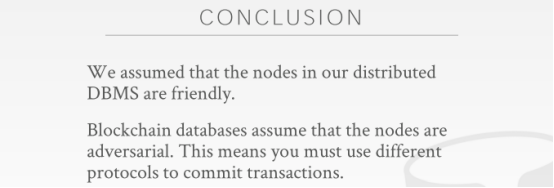 CONCLUSION
We assumed that the nodes in our distributed
DBMS are friendly.
Blockchain databases assume that the nodes are
adversarial. This means you must use different
protocols to commit transactions.